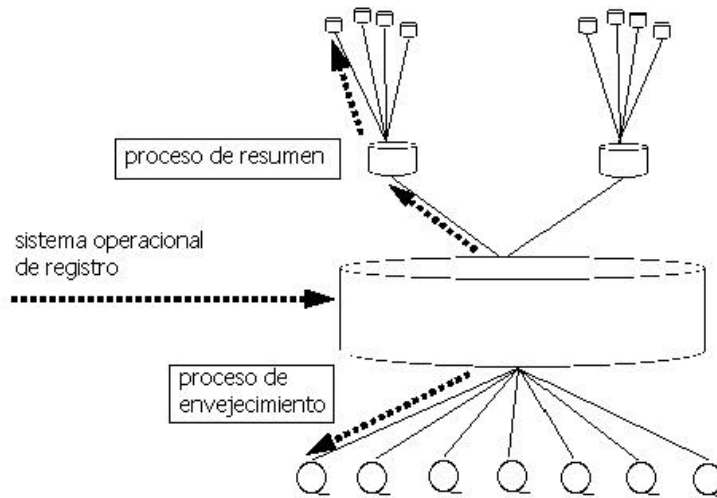 proceso de resumen
sistema operacional
de registro
proceso de
envejecimiento